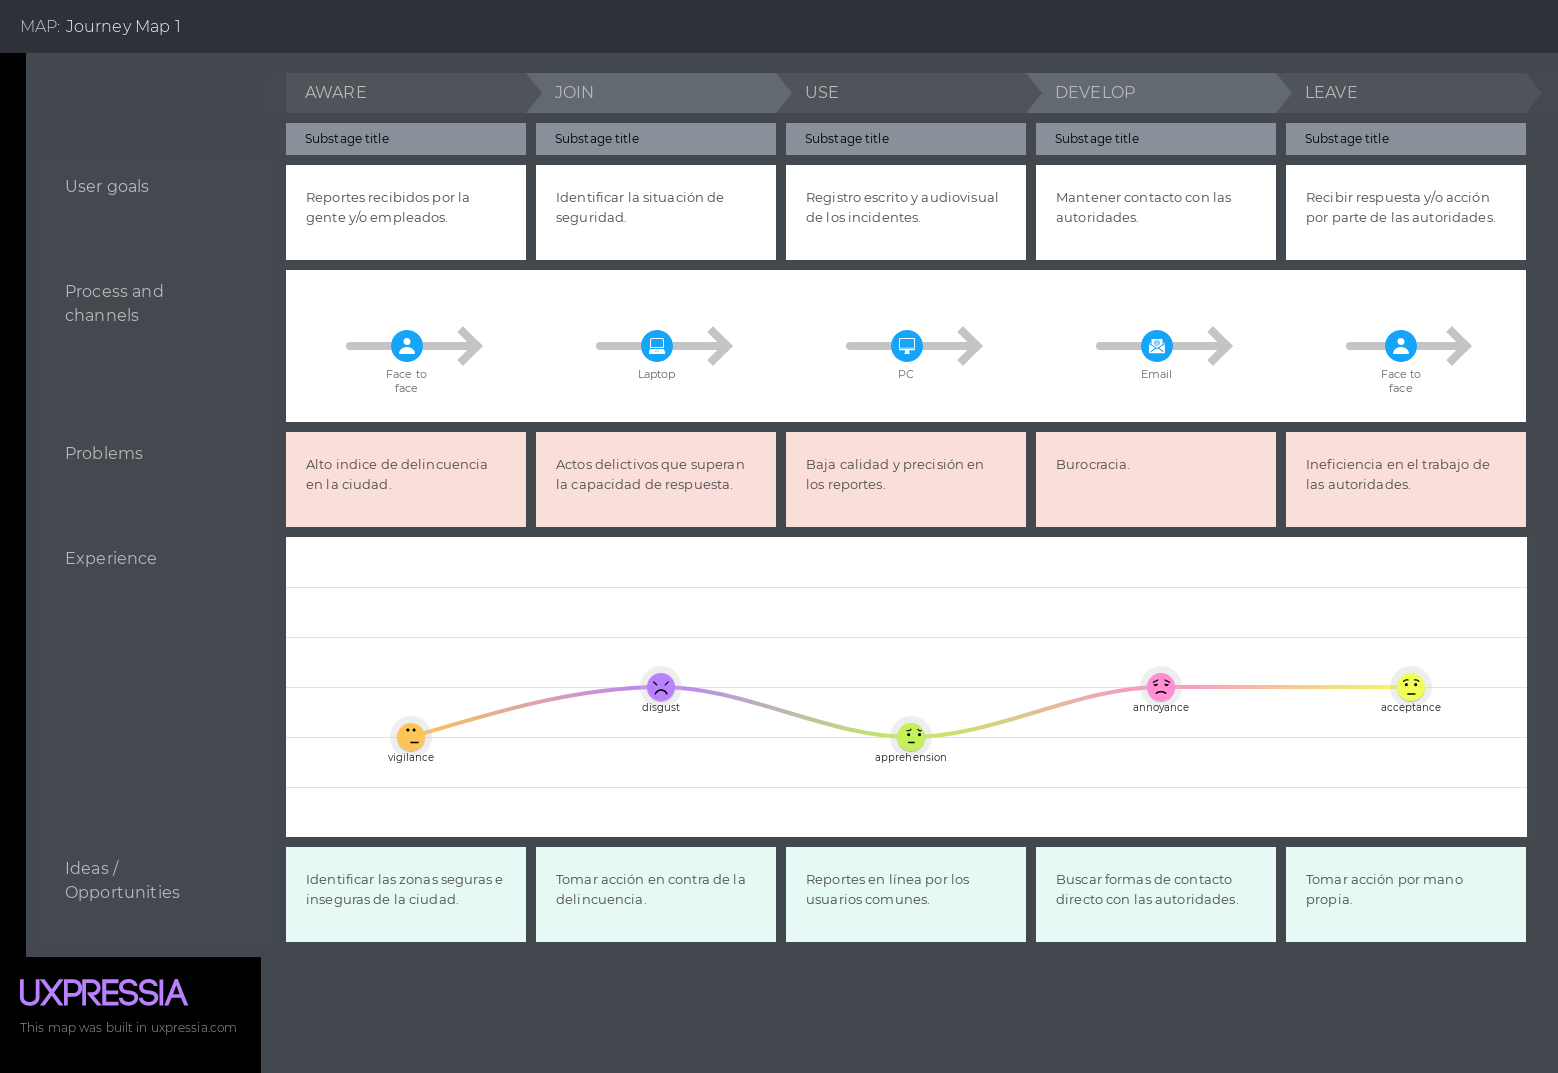 MAP: Journey Map 1
AWARE
JOIN
USE
DEVELOP
LEAVE
Substage title
Substage title
Substage title
Substage title
Substage title
User goals
Reportes recibidos por la
gente y/o empleados.
Identificar la situación de
seguridad.
Registro escrito y audiovisual
de los incidentes.
Mantener contacto con las
autoridades.
Recibir respuesta y/o acción
por parte de las autoridades.
Process and
channels
Face to
face
Laptop
PC
Email
Face to
face
Problems
Alto indice de delincuencia
en la ciudad.
Actos delictivos que superan
la capacidad de respuesta.
Baja calidad y precisión en
los reportes.
Burocracia.
Ineficiencia en el trabajo de
las autoridades.
Experience
vigilance
disgust
apprehension
annoyance
acceptance
Ideas /
Opportunities
Identificar las zonas seguras e
inseguras de la ciudad.
Tomar acción en contra de la
delincuencia.
Reportes en línea por los
usuarios comunes.
Buscar formas de contacto
directo con las autoridades.
Tomar acción por mano
propia.
UXPRESSIA
This map was built in uxpressia.com